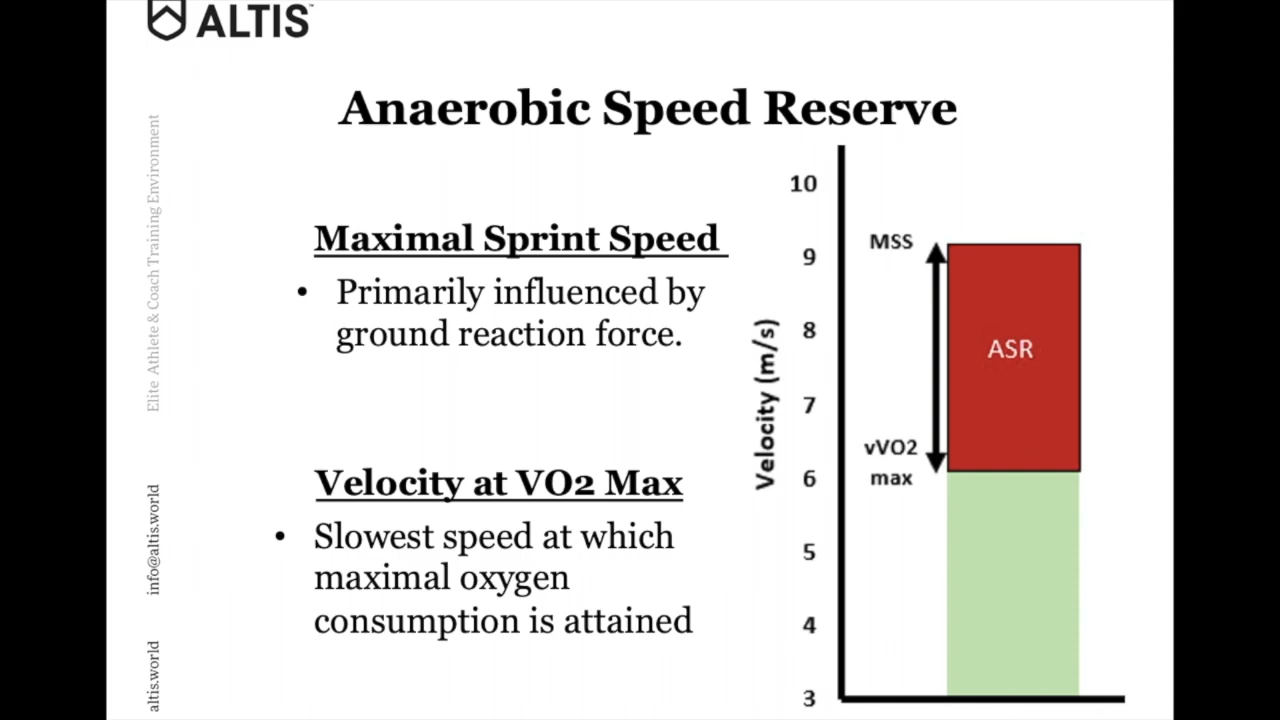 ALTIS™
Anaerobic Speed Reserve
Maximal Sprint Speed
• Primarily influenced by
ground reaction force.
Velocity at VO2 Max
• Slowest speed at which
maximal oxygen
consumption is attained
10
9
8
7
6
5
4
3
Velocity (m/s)
MSS
vVO2
max
ASR
Elite Athlete & Coach Training Environment
info@altis.world
altis.world